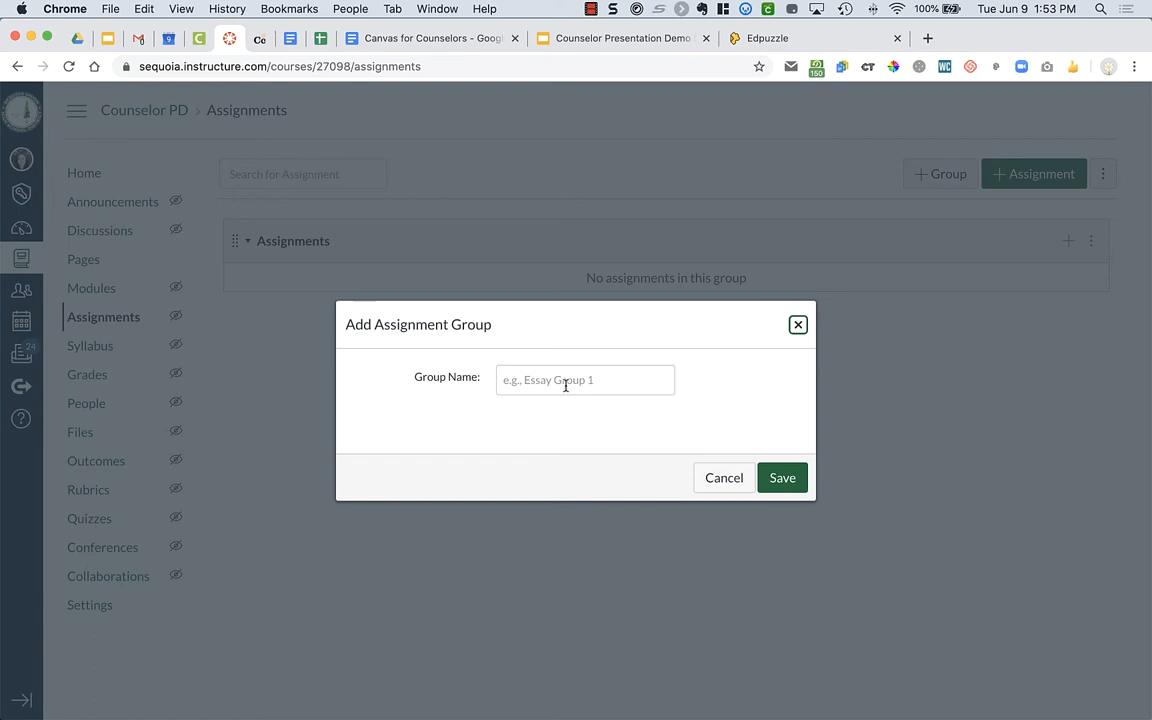 Chrome File Edit View History Bookmarks People Tab Window Help 100% Tue Jun 9 1:53 PM
Canvas for Counselors - Googl Counselor Presentation Demo Edpuzzle
sequoia.instructure.com/courses/27098/assignments
150
Counselor PD > Assignments
Home
Announcements
Discussions
Pages
Modules
Assignments
Syllabus
Grades
People
Files
Outcomes
Rubrics
Quizzes
Conferences
Collaborations
Settings
24
Search for Assignment
+ Group
+ Assignment
Assignments
No assignments in this group
Add Assignment Group
Group Name:
e.g., Essay Group 1
Cancel
Save